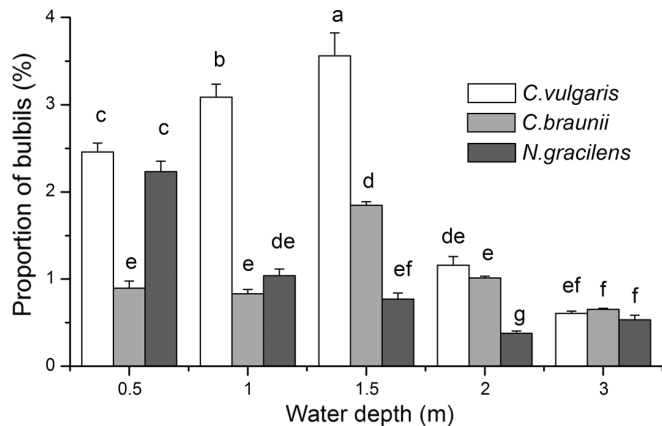 4
3
2
1
0
Proportion of bulbils (%)
c
e
c
b
e
de
a
d
ef
de
e
g
ef
f
f
C.vulgaris
C.braunii
N.gracilens
0.5
1
1.5
2
3
Water depth (m)